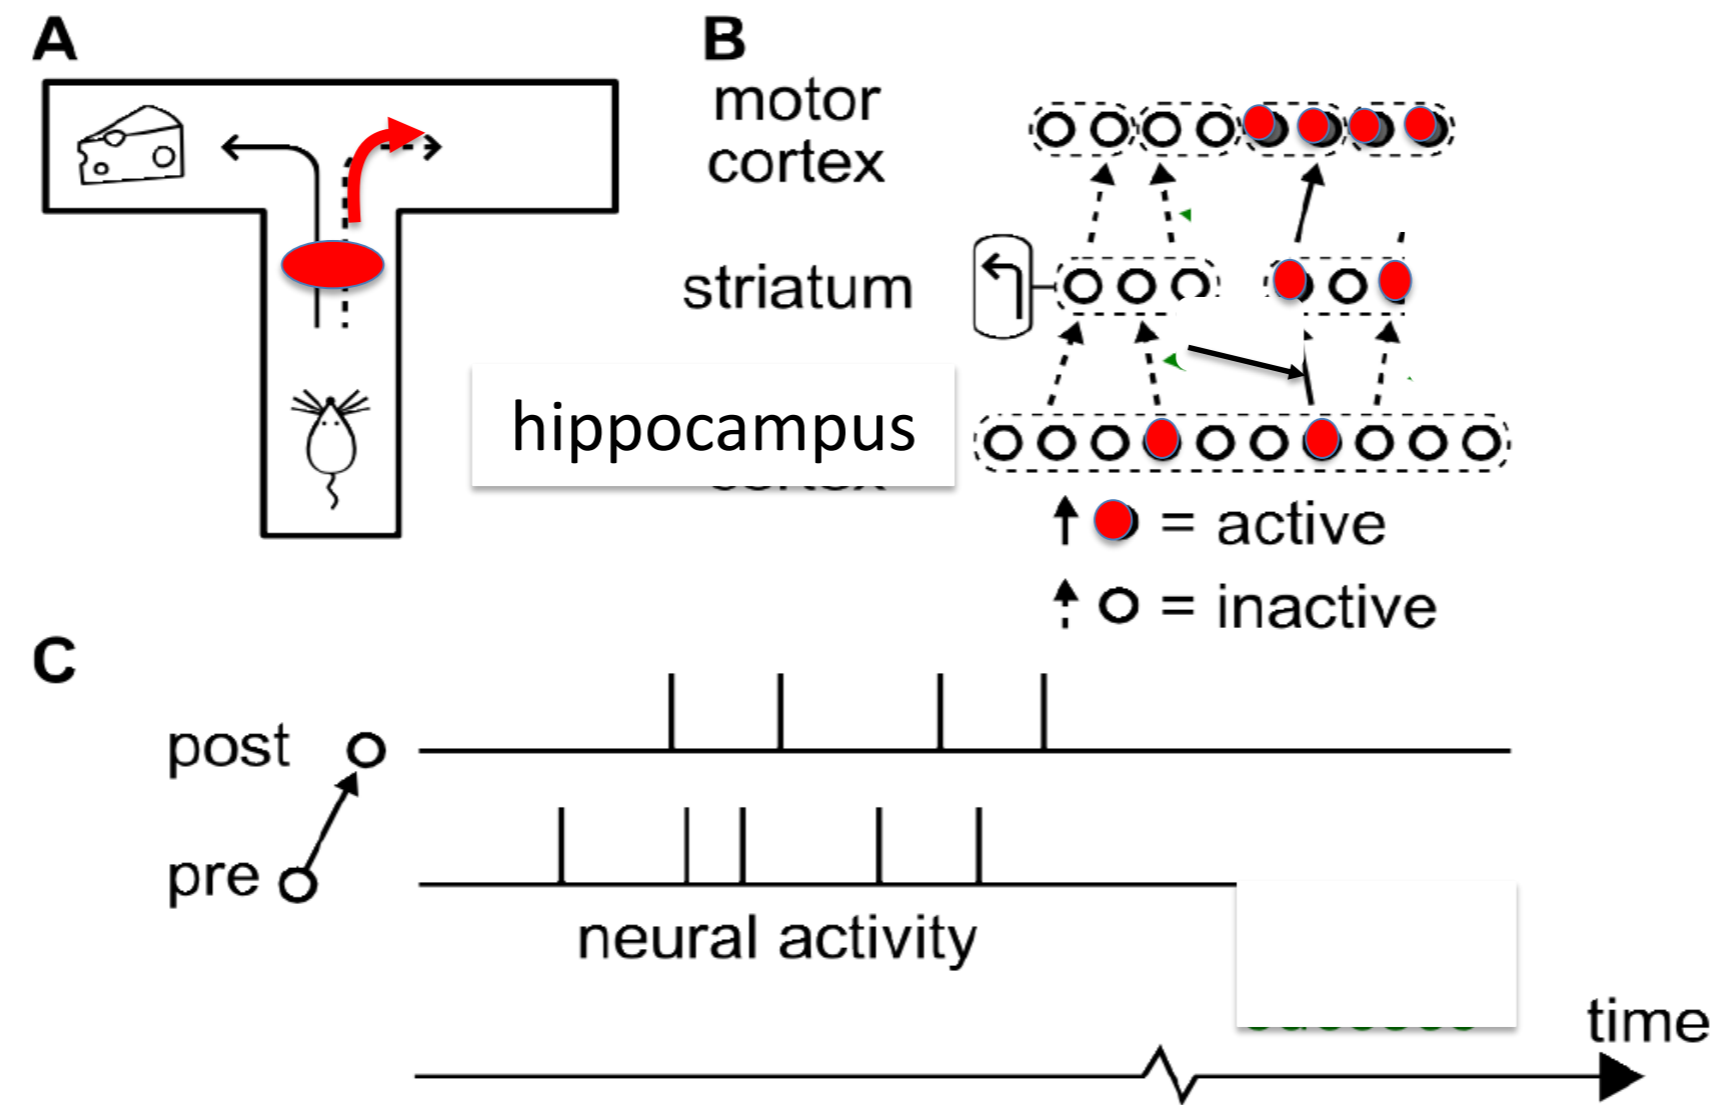 A
B
motor
cortex
striatum
hippocampus
= active
= inactive
C
post
pre
neural activity
time